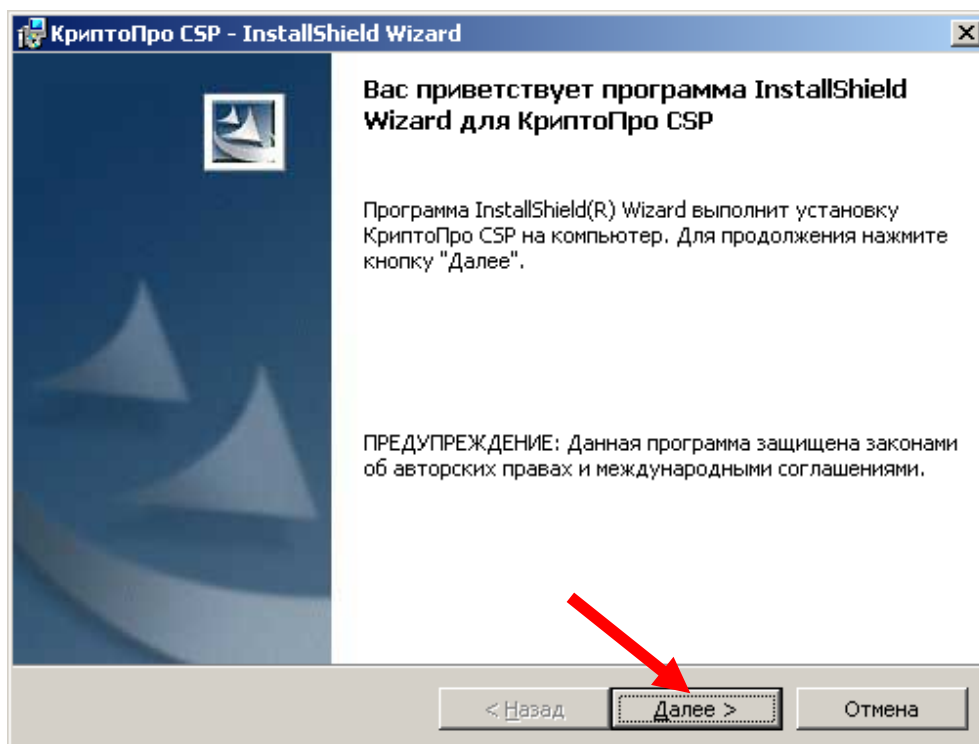 КриптоПро CSP - InstallShield Wizard
Вас приветствует программа InstallShield
Wizard для КриптоПро CSP
Программа InstallShield(R) Wizard выполнит установку
КриптоПро CSP на компьютер. Для продолжения нажмите
кнопку "Далее".
ПРЕДУПРЕЖДЕНИЕ: Данная программа защищена законами
об авторских правах и международными соглашениями.
< Назад
Далее >
Отмена